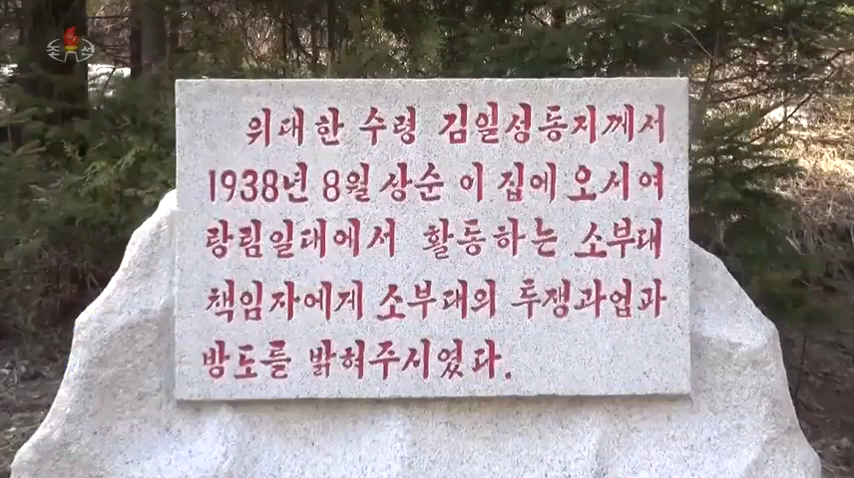 조선
위대한 수령 김일성동지께서
1938년 8월 상순 이 집에 오시여
랑림일대에서 활동하는 소부대
책임자에게 소부대의 투쟁과업과
방도를 밝혀주시였다.